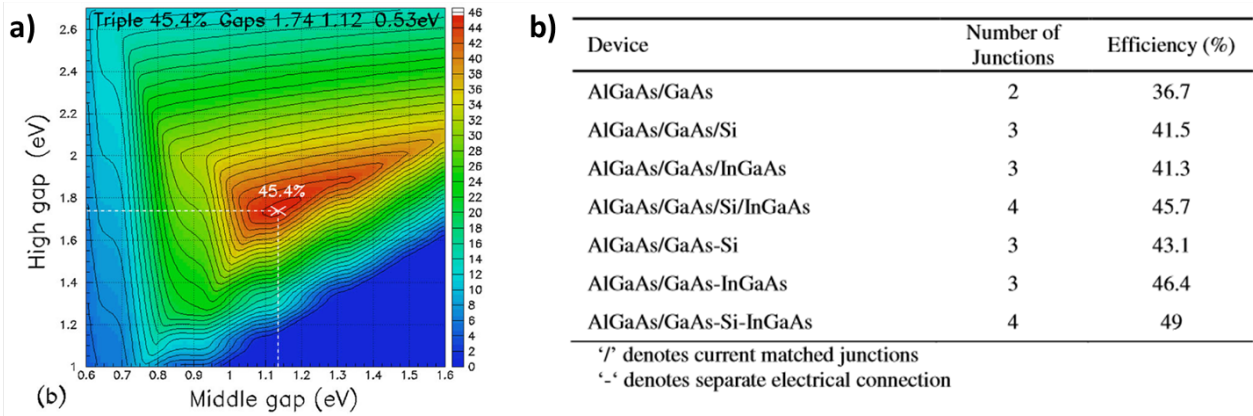 a)
Triple 45.4% Gaps 1.74 1.12 0.53eV
High gap (eV)
2.6
2.4
2.2
2
1.8
1.6
1.4
1.2
1
45.4%
0.6 0.7 0.8 0.9 1 1.1 1.2 1.3 1.4 1.5 1.6
Middle gap (eV)
(b)
46
44
42
40
38
36
34
32
30
28
26
24
22
20
18
16
14
12
10
8
6
4
2
0
b)
Device Number of Junctions Efficiency (%)
AlGaAs/GaAs 2 36.7
AlGaAs/GaAs/Si 3 41.5
AlGaAs/GaAs/InGaAs 3 41.3
AlGaAs/GaAs/Si/InGaAs 4 45.7
AlGaAs/GaAs-Si 3 43.1
AlGaAs/GaAs-InGaAs 3 46.4
AlGaAs/GaAs-Si-InGaAs 4 49
‘/’ denotes current matched junctions
‘-‘ denotes separate electrical connection